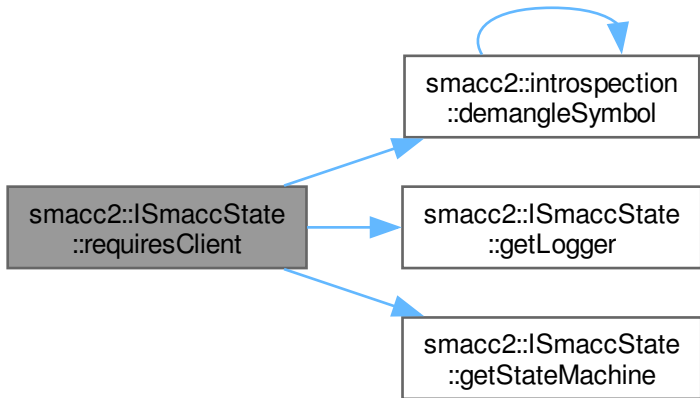 smacc2::introspection
::demangleSymbol
smacc2::ISmaccState
::requiresClient
smacc2::ISmaccState
::getLogger
smacc2::ISmaccState
::getStateMachine